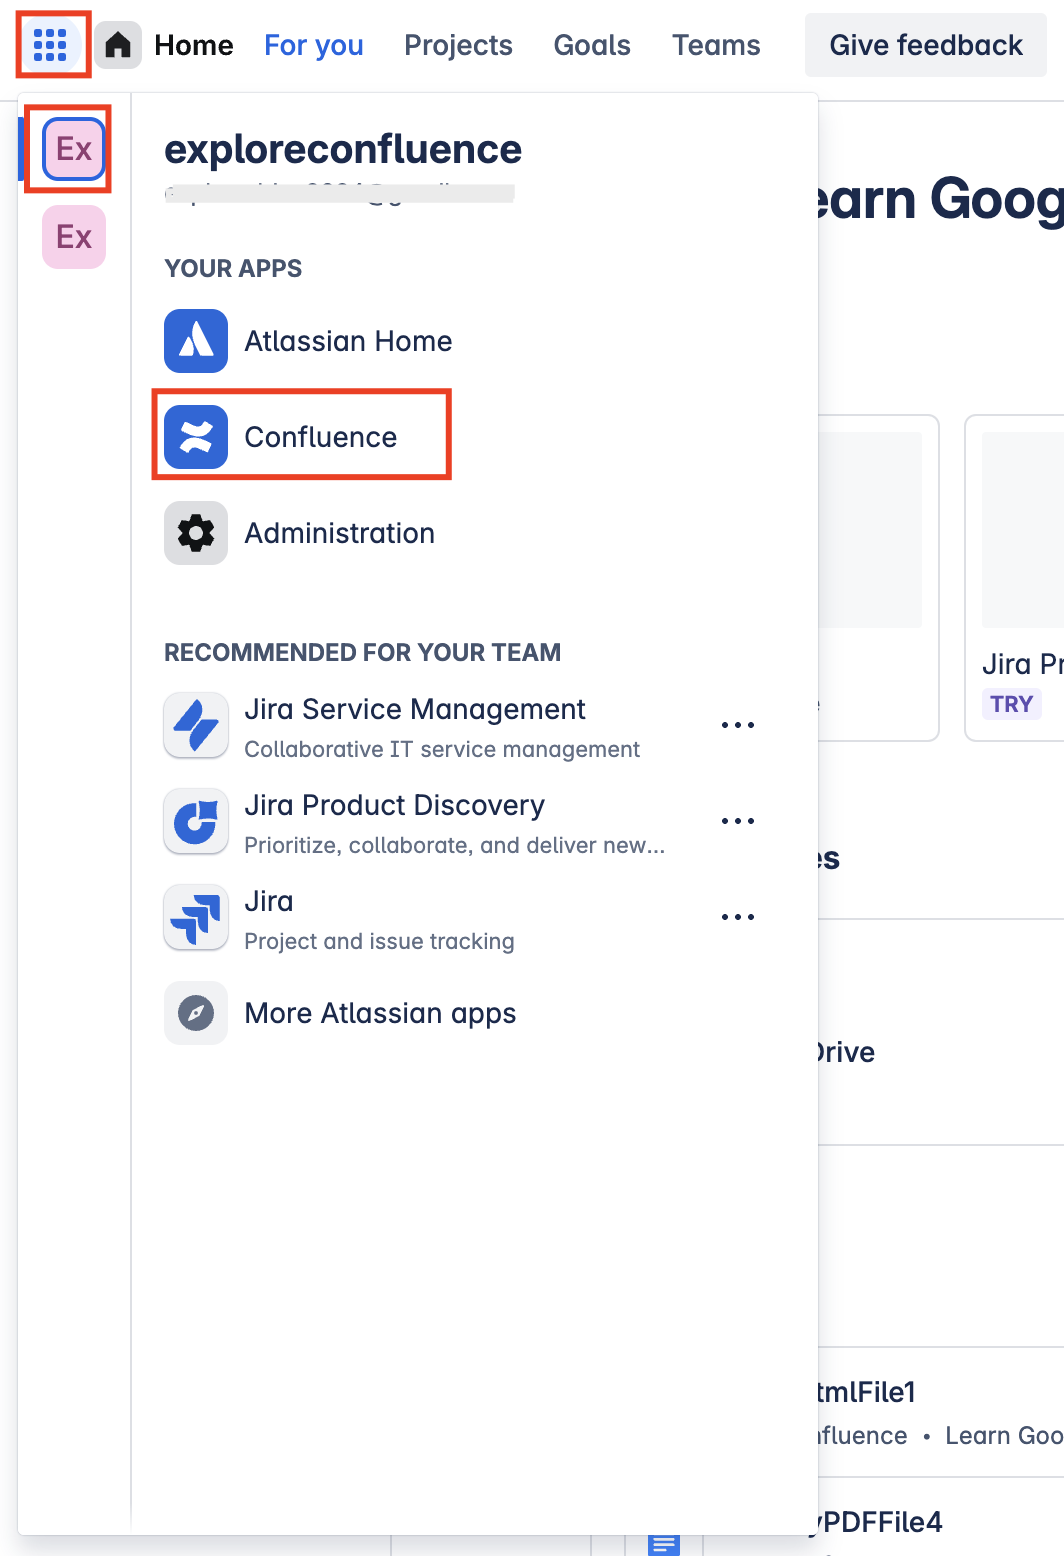 Home For you Projects Goals Teams Give feedback
Ex
Ex
exploreconfluence
YOUR APPS
Atlassian Home
Confluence
Administration
RECOMMENDED FOR YOUR TEAM
Jira Service Management
Collaborative IT service management
Jira Product Discovery
Prioritize, collaborate, and deliver new...
Jira
Project and issue tracking
More Atlassian apps
earn Goog
Jira Pr
TRY
es
Drive
tmlFile1
nfluence • Learn Goo
yPDFFile4